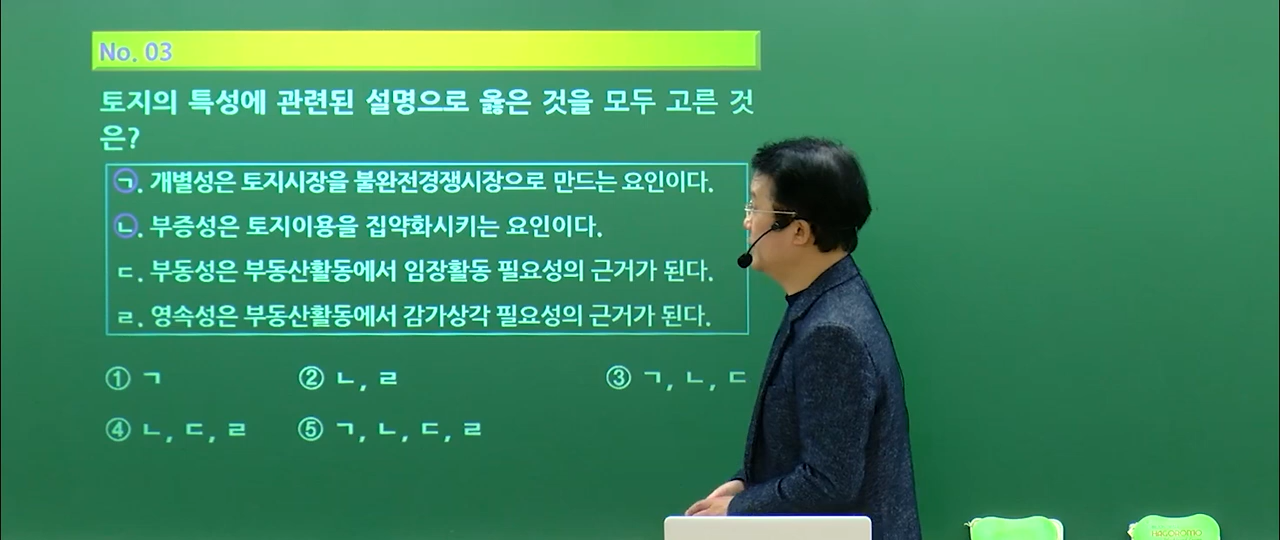 No. 03
토지의 특성에 관련된 설명으로 옳은 것을 모두 고른 것
은?
ㄱ. 개별성은 토지시장을 불완전경쟁시장으로 만드는 요인이다.
ㄴ. 부증성은 토지이용을 집약화시키는 요인이다.
ㄷ. 부동성은 부동산활동에서 임장활동 필요성의 근거가 된다.
ㄹ. 영속성은 부동산활동에서 감가상각 필요성의 근거가 된다.
① ㄱ ② ㄴ, ㄹ ③ ㄱ, ㄴ, ㄷ
④ ㄴ, ㄷ, ㄹ ⑤ ㄱ, ㄴ, ㄷ, ㄹ
HAGOROMO